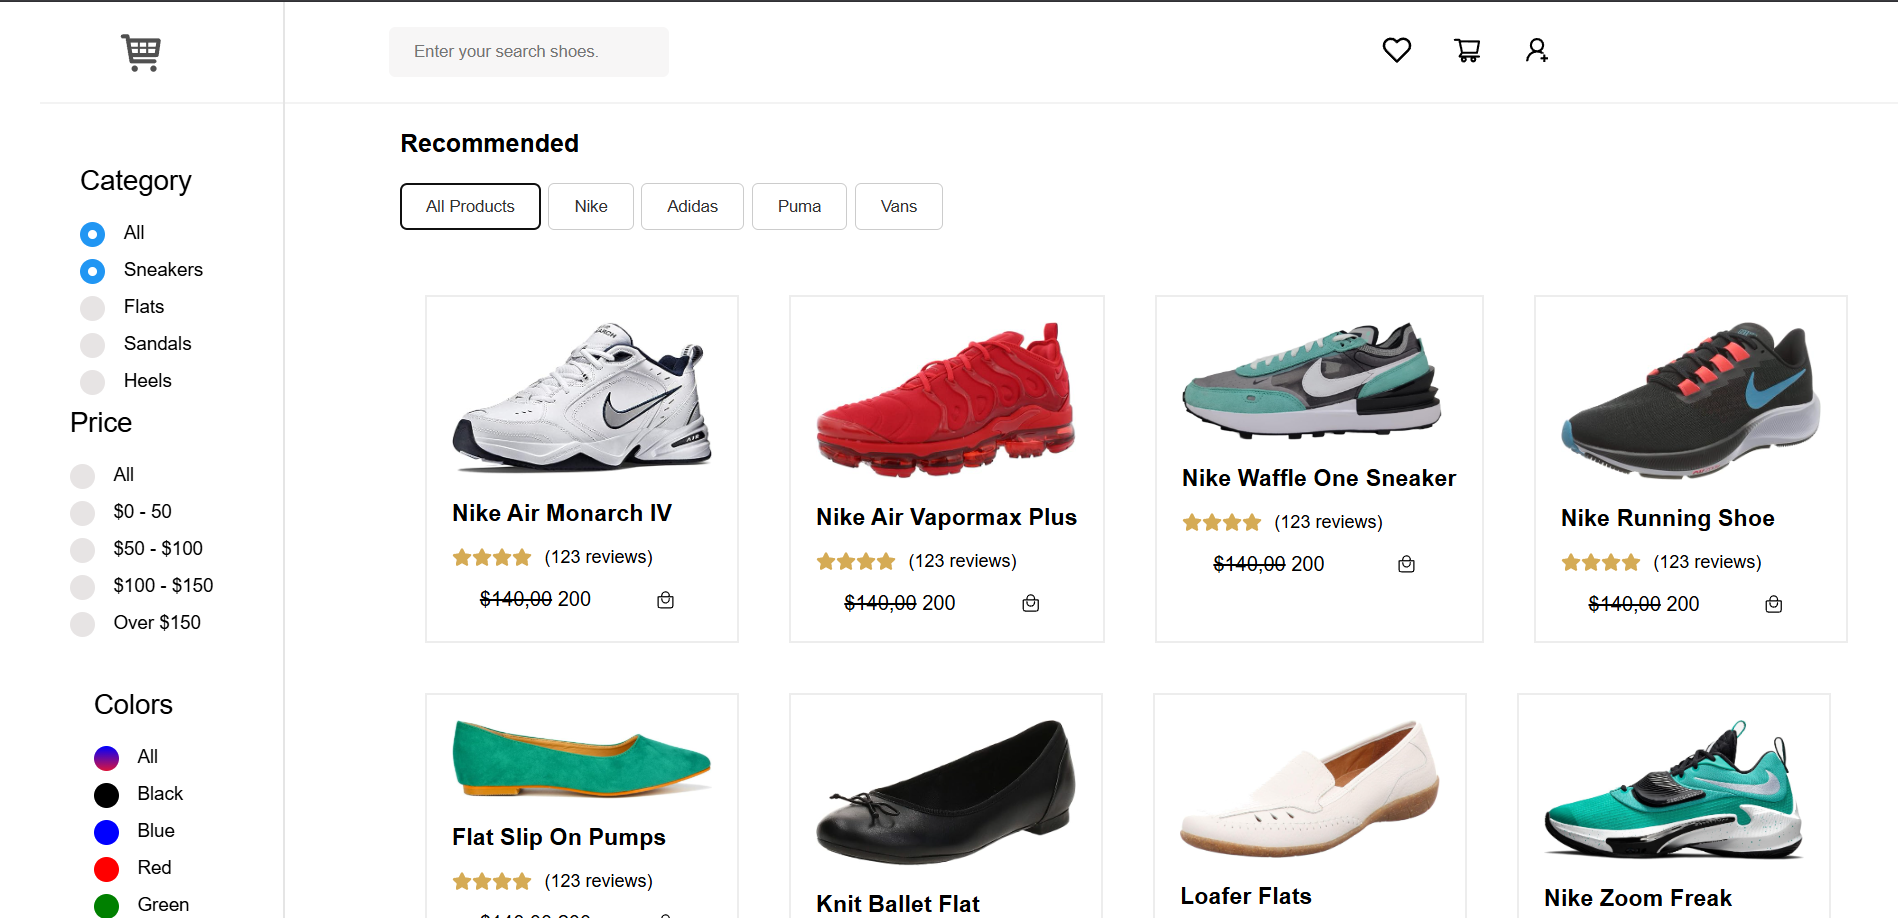 Enter your search shoes.
Recommended
All Products
Nike
Adidas
Puma
Vans
Category
All
Sneakers
Flats
Sandals
Heels
Price
All
$0 - 50
$50 - $100
$100 - $150
Over $150
Colors
All
Black
Blue
Red
Green
Nike Air Monarch IV
(123 reviews)
$140,00 200
Nike Air Vapormax Plus
(123 reviews)
$140,00 200
Nike Waffle One Sneaker
(123 reviews)
$140,00 200
Nike Running Shoe
(123 reviews)
$140,00 200
Flat Slip On Pumps
(123 reviews)
Knit Ballet Flat
Loafer Flats
Nike Zoom Freak